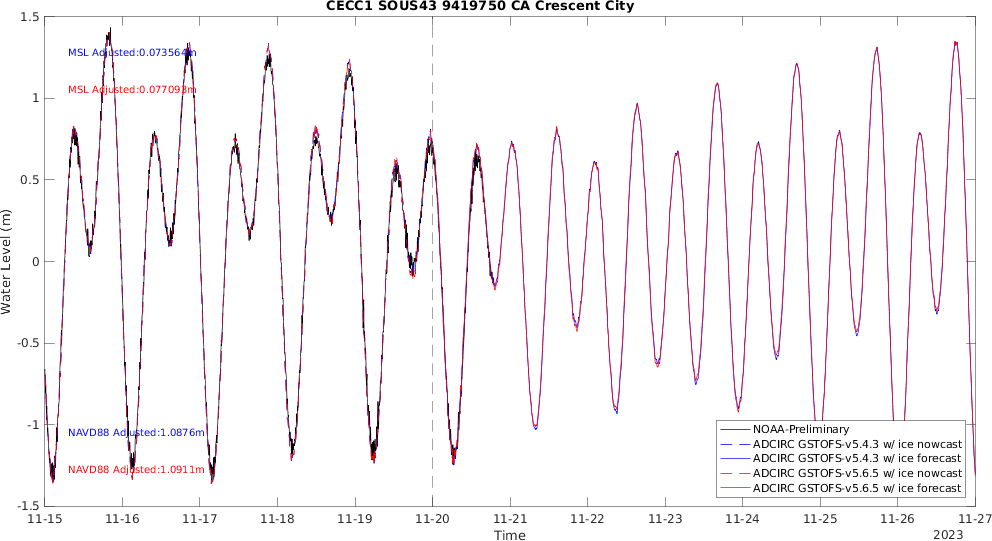 CECC1 SOUS43 9419750 CA Crescent City
1.5
1
0.5
0
-0.5
-1
-1.5
Water Level (m)
MSL Adjusted:0.073564m
MSL Adjusted:0.077093m
NAVD88 Adjusted:1.0876m
NAVD88 Adjusted:1.0911m
NOAA-Preliminary
ADCIRC GSTOFS-v5.4.3 w/ ice nowcast
ADCIRC GSTOFS-v5.4.3 w/ ice forecast
ADCIRC GSTOFS-v5.6.5 w/ ice nowcast
ADCIRC GSTOFS-v5.6.5 w/ ice forecast
11-15 11-16 11-17 11-18 11-19 11-20 11-21 11-22 11-23 11-24 11-25 11-26 11-27
Time
2023